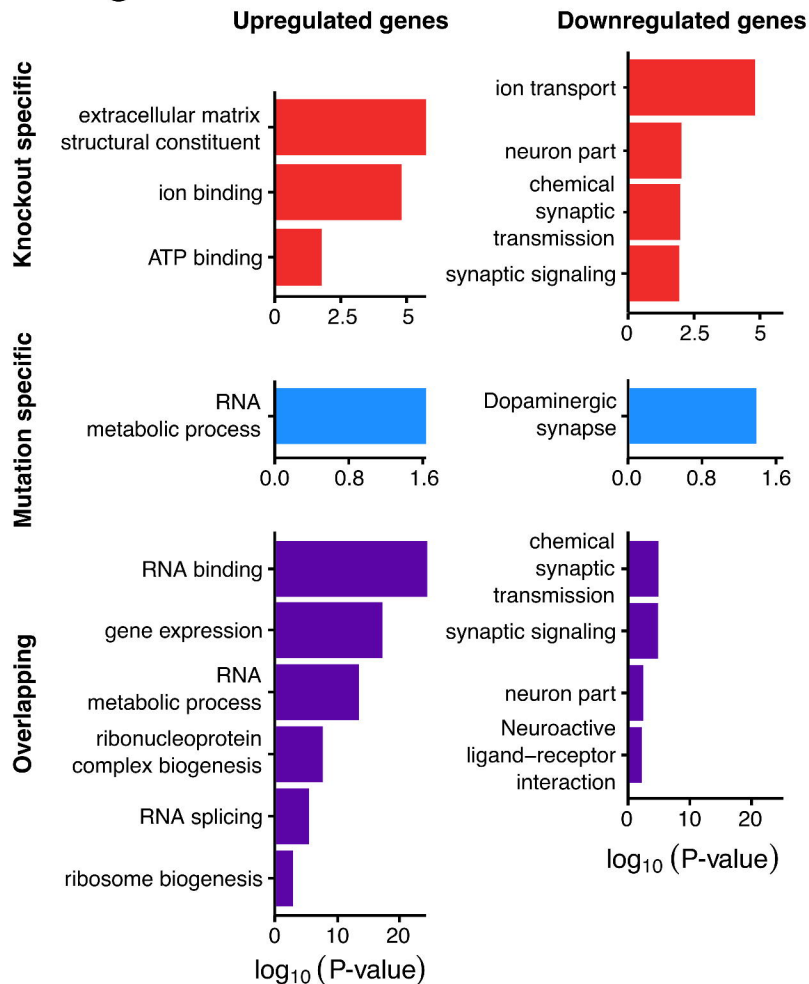 Upregulated genes
Downregulated genes
Knockout specific
extracellular matrix
structural constituent
ion binding
ATP binding
0 2.5 5
ion transport
neuron part
chemical
synaptic
transmission
synaptic signaling
0 2.5 5
Mutation specific
RNA
metabolic process
0.0 0.8 1.6
Dopaminergic
synapse
0.0 0.8 1.6
Overlapping
RNA binding
gene expression
RNA
metabolic process
ribonucleoprotein
complex biogenesis
RNA splicing
ribosome biogenesis
0 10 20
log10 (P-value)
chemical
synaptic
transmission
synaptic signaling
neuron part
Neuroactive
ligand−receptor
interaction
0 10 20
log10 (P-value)